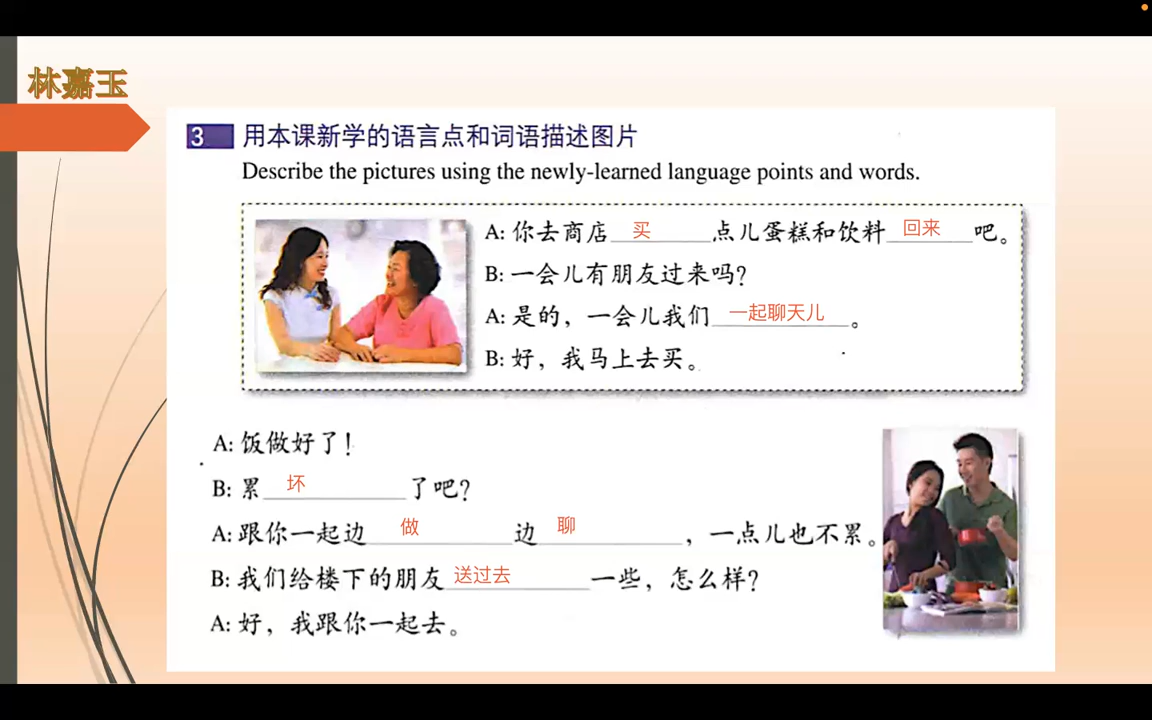 林嘉玉
3 用本课新学的语言点和词语描述图片
Describe the pictures using the newly-learned language points and words.
A: 你去商店 买 点儿蛋糕和饮料 回来 吧。
B: 一会儿有朋友过来吗?
A: 是的，一会儿我们 一起聊天儿 。
B: 好，我马上去买。
A: 饭做好了!
B: 累 坏 了吧?
A: 跟你一起边 做 边 聊 ，一点儿也不累。
B: 我们给楼下的朋友 送过去 一些，怎么样?
A: 好，我跟你一起去。